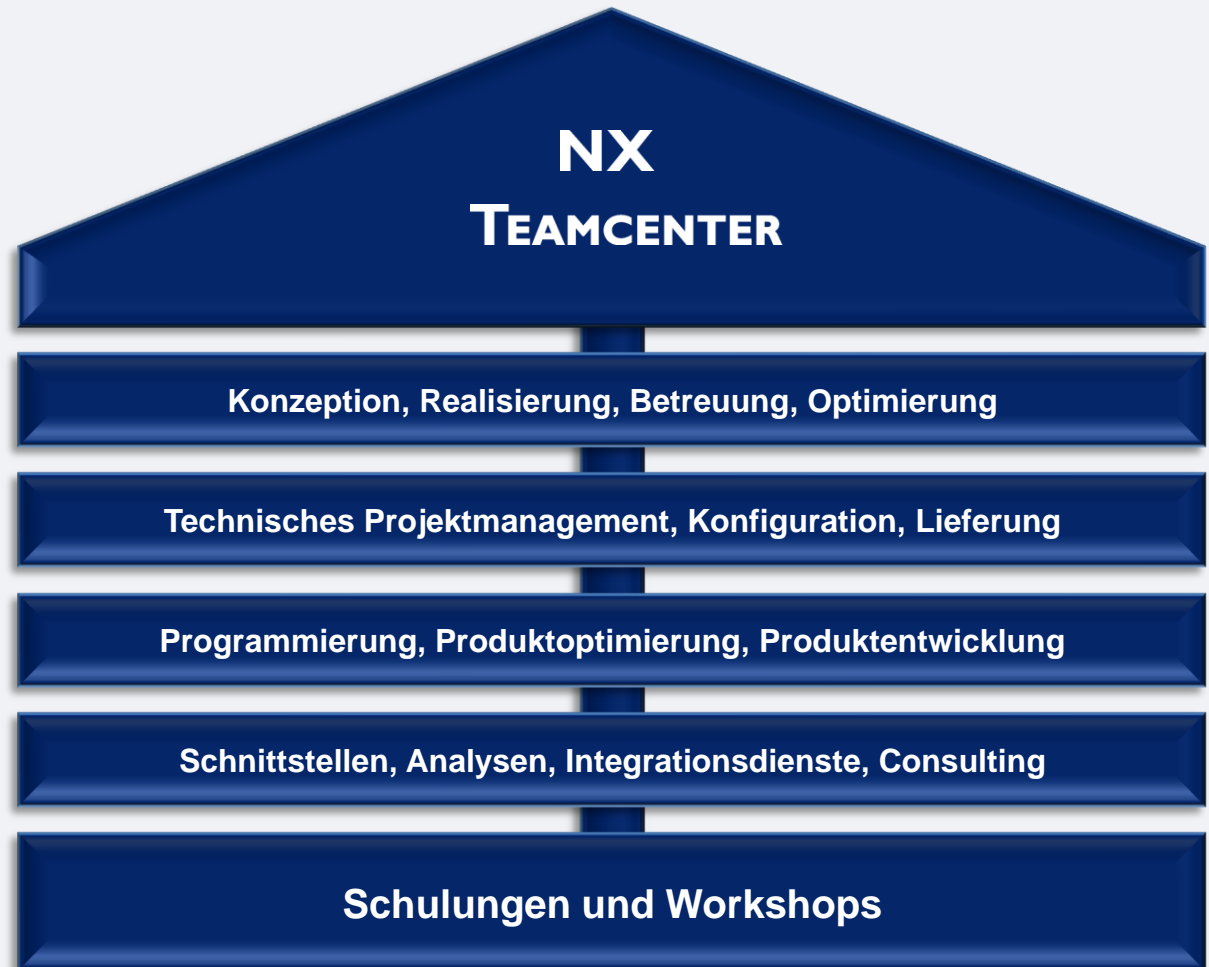 NX
TEAMCENTER
Konzeption, Realisierung, Betreuung, Optimierung
Technisches Projektmanagement, Konfiguration, Lieferung
Programmierung, Produktoptimierung, Produktentwicklung
Schnittstellen, Analysen, Integrationsdienste, Consulting
Schulungen und Workshops